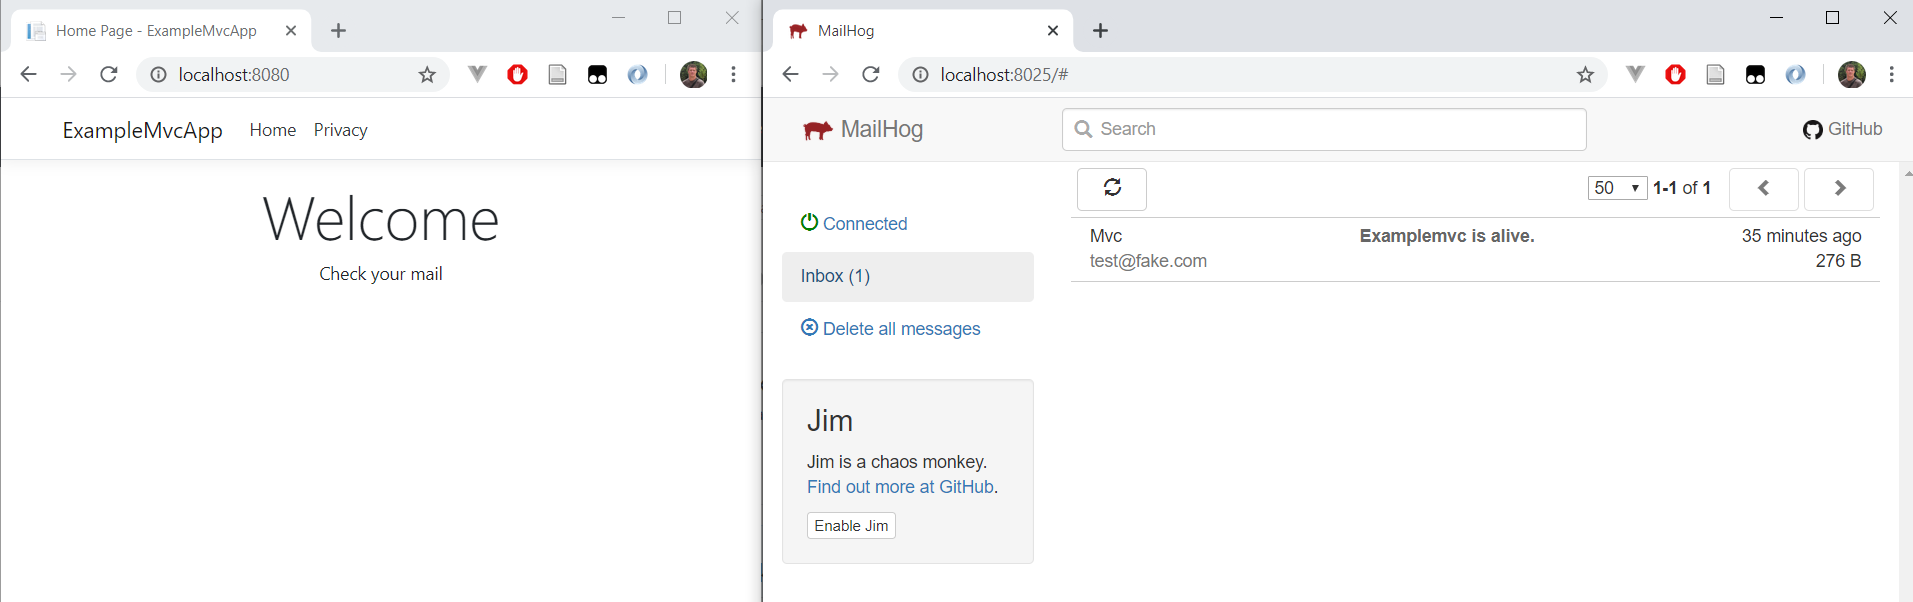 Home Page - ExampleMvcApp
localhost:8080
ExampleMvcApp Home Privacy
Welcome
Check your mail
MailHog
localhost:8025/#
MailHog
Search
GitHub
50 1-1 of 1
Connected
Inbox (1)
Delete all messages
Mvc Examplemvc is alive. 35 minutes ago
test@fake.com 276 B
Jim
Jim is a chaos monkey.
Find out more at GitHub.
Enable Jim